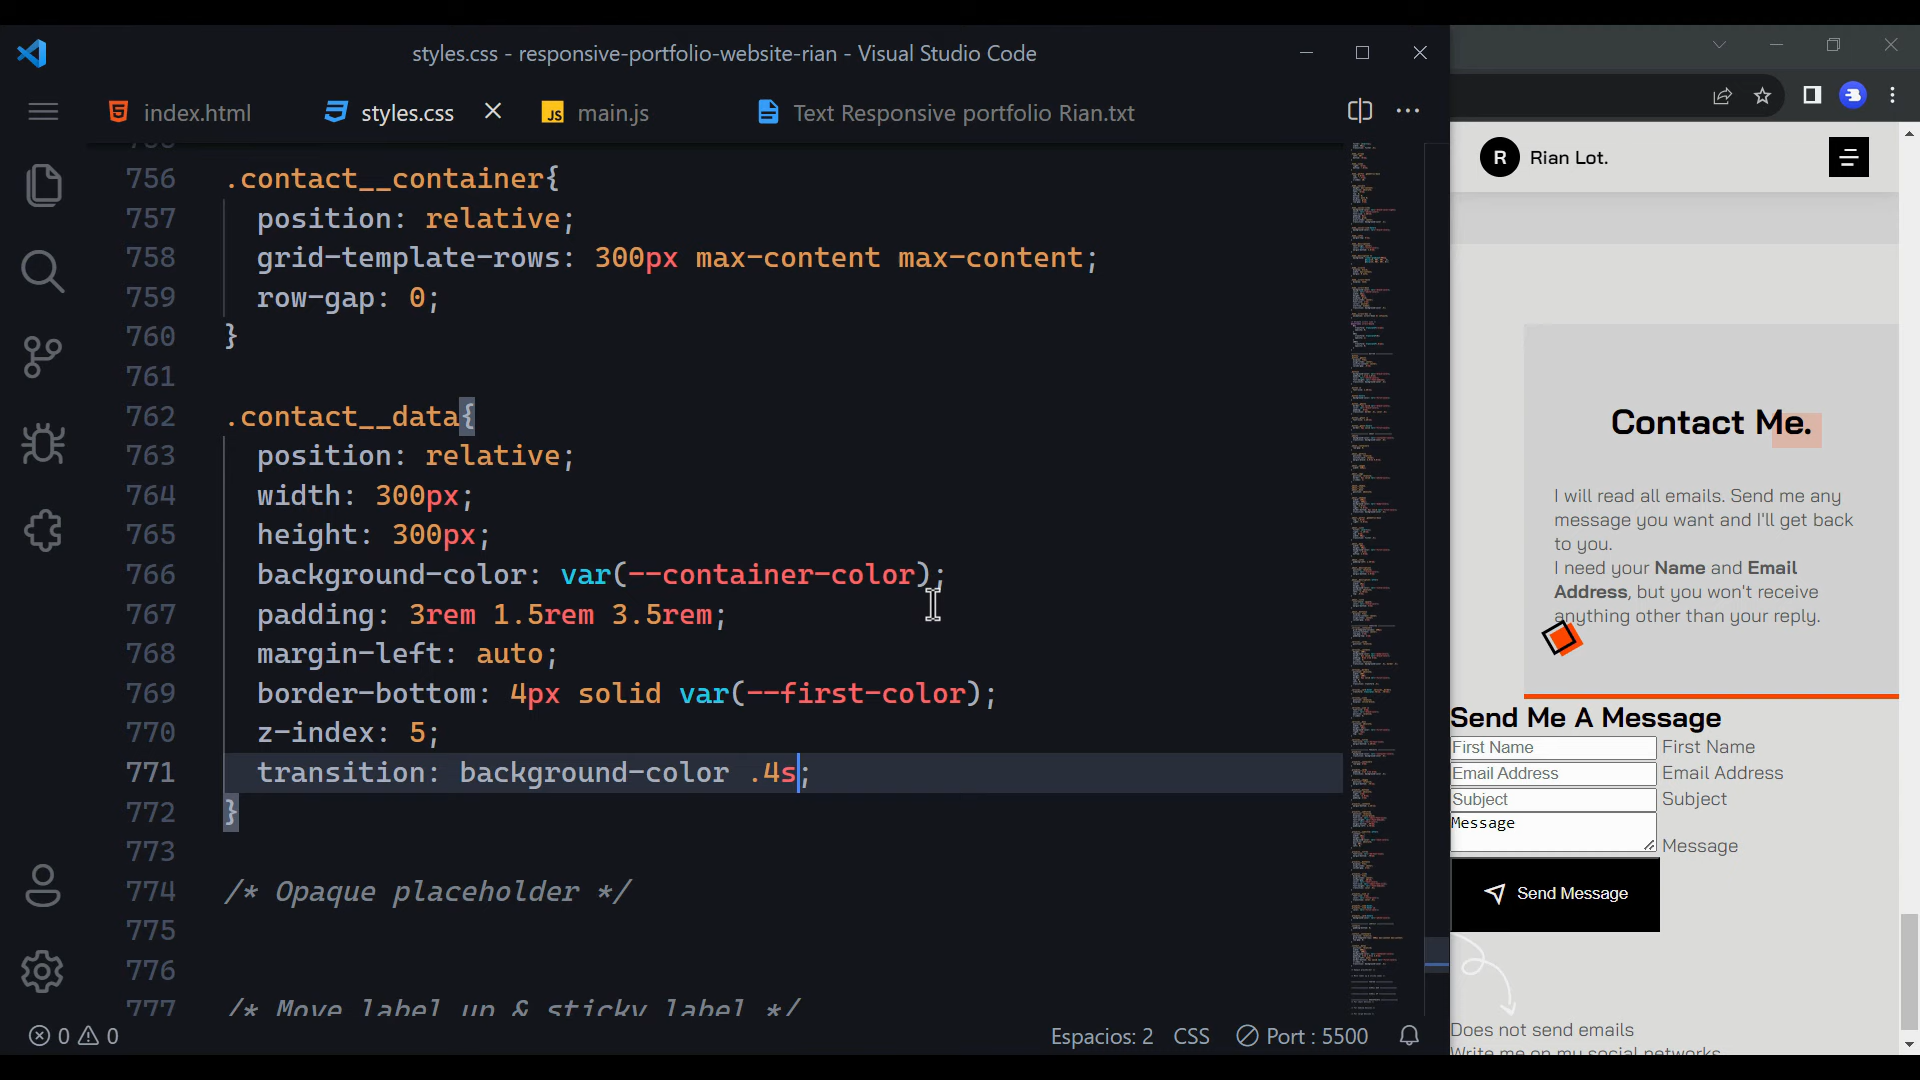 styles.css - responsive-portfolio-website-rian - Visual Studio Code
index.html
styles.css
JS main.js
Text Responsive portfolio Rian.txt
756 .contact__container{
757 position: relative;
758 grid-template-rows: 300px max-content max-content;
759 row-gap: 0;
760 }
761
762 .contact__data{
763 position: relative;
764 width: 300px;
765 height: 300px;
766 background-color: var(--container-color);
767 padding: 3rem 1.5rem 3.5rem;
768 margin-left: auto;
769 border-bottom: 4px solid var(--first-color);
770 z-index: 5;
771 transition: background-color .4s;
772 }
773
774 /* Opaque placeholder */
775
776
777 /* Move label up & sticky label */
0 0
Espacios: 2 CSS Port : 5500
R Rian Lot.
Contact Me.
I will read all emails. Send me any
message you want and I'll get back
to you.
I need your Name and Email
Address, but you won't receive
anything other than your reply.
Send Me A Message
First Name First Name
Email Address Email Address
Subject Subject
Message
Message
Send Message
Does not send emails
Write me on my social networks